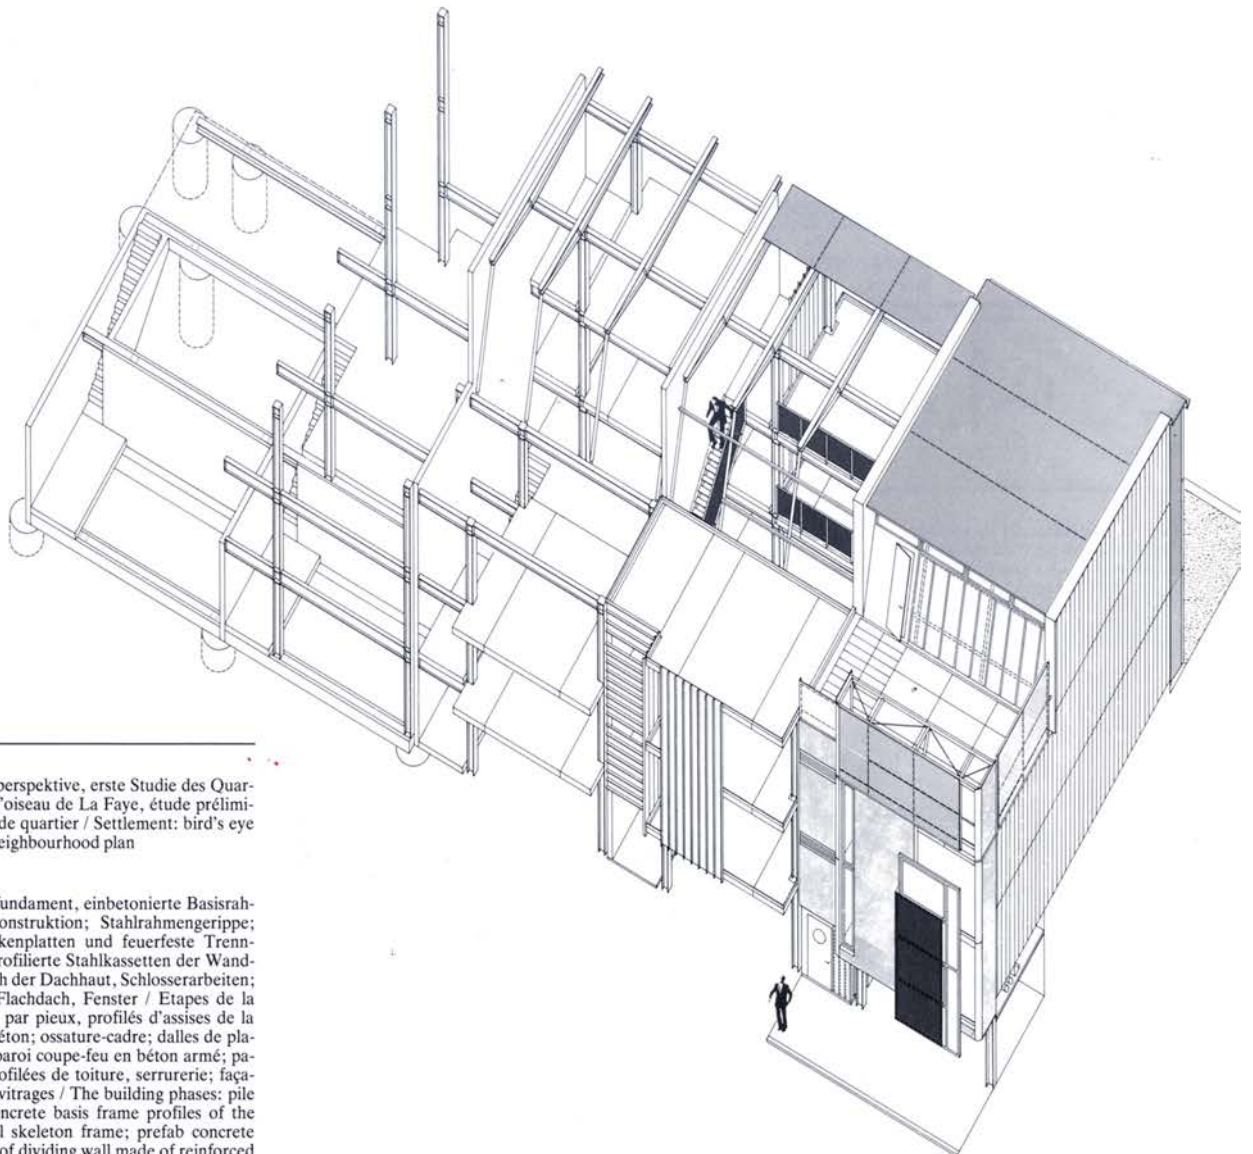 perspektive, erste Studie des Quar-
'oiseau de La Faye, étude prélimi-
de quartier / Settlement: bird's eye
eighbourhood plan
fundament, einbetonierte Basisrah-
onstruktion; Stahlrahmengerippe;
kenplatten und feuerfeste Trenn-
rofilierte Stahlkassetten der Wand-
h der Dachhaut, Schlosserarbeiten;
Flachdach, Fenster / Etapes de la
par pieux, profilés d'assises de la
éton; ossature-cadre; dalles de pla-
paroi coupe-feu en béton armé; pa-
ofilées de toiture, serrurerie; faça-
vitrages / The building phases: pile
ncrete basis frame profiles of the
l skeleton frame; prefab concrete
of dividing wall made of reinforced